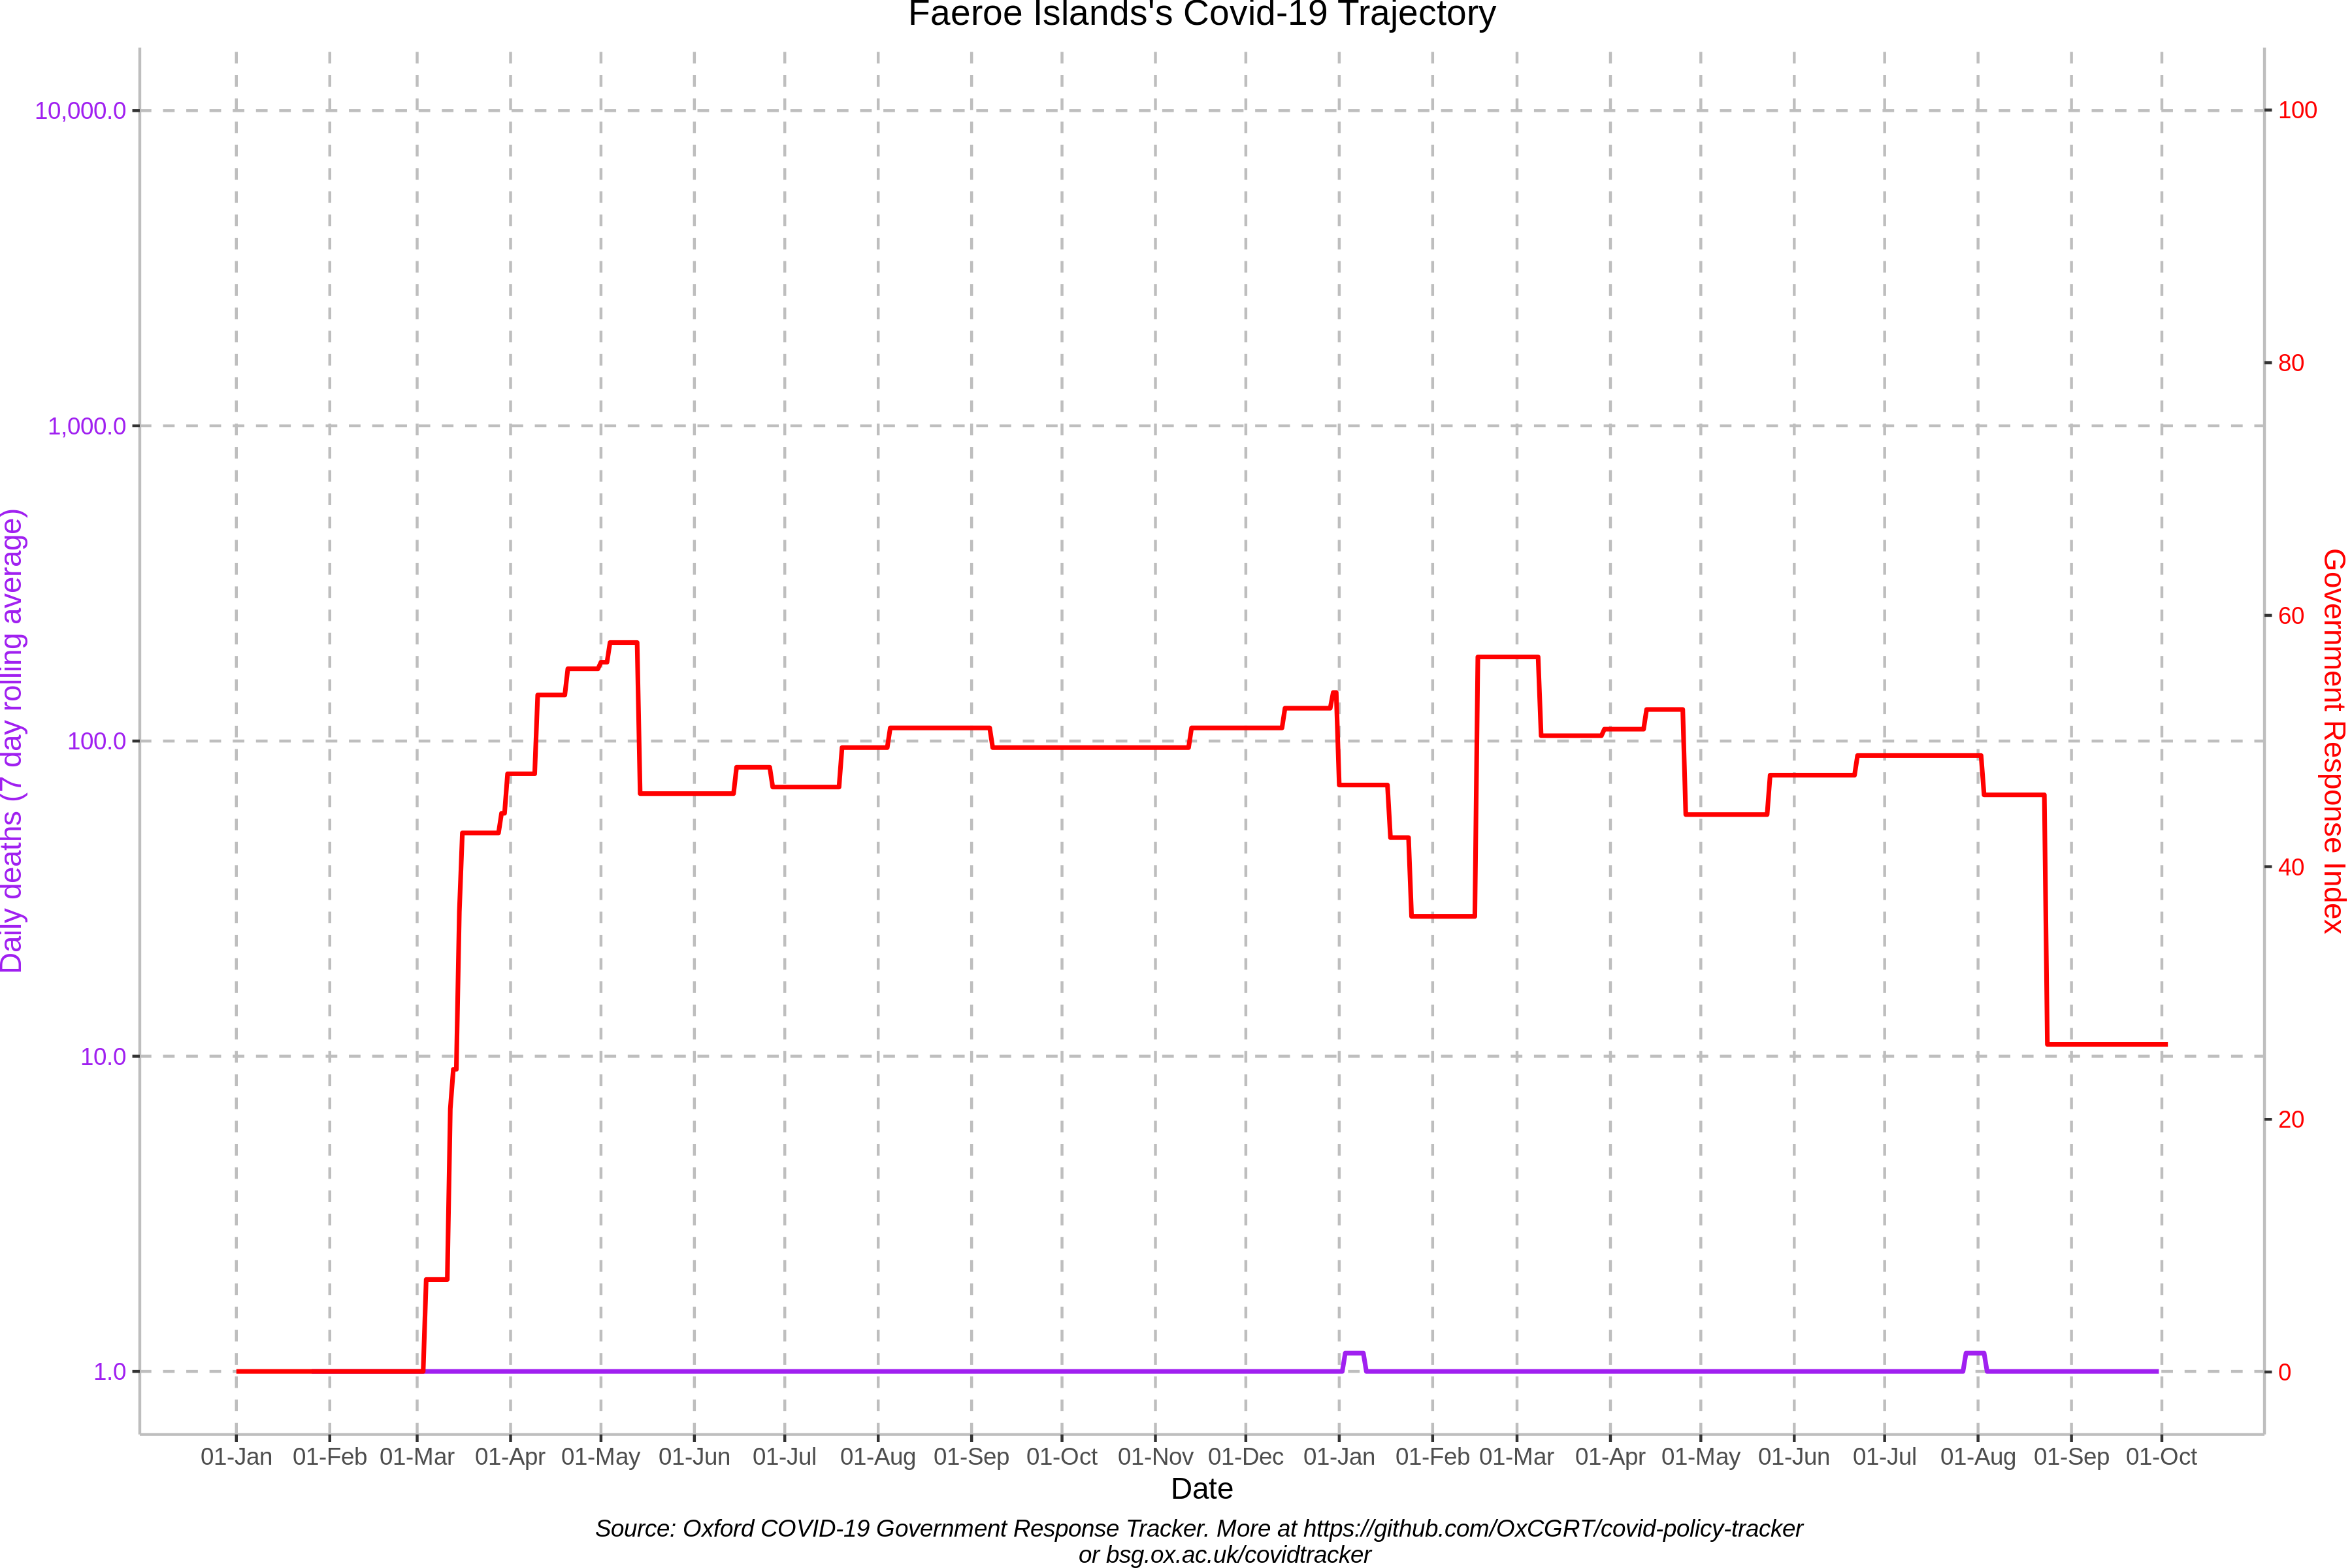 Faeroe Islands's Covid-19 Trajectory
10,000.0
1,000.0
100.0
10.0
1.0
Daily deaths (7 day rolling average)
100
80
60
40
20
0
Government Response Index
01-Jan 01-Feb 01-Mar 01-Apr 01-May 01-Jun 01-Jul 01-Aug 01-Sep 01-Oct 01-Nov 01-Dec 01-Jan 01-Feb 01-Mar 01-Apr 01-May 01-Jun 01-Jul 01-Aug 01-Sep 01-Oct
Date
Source: Oxford COVID-19 Government Response Tracker. More at https://github.com/OxCGRT/covid-policy-tracker
or bsg.ox.ac.uk/covidtracker